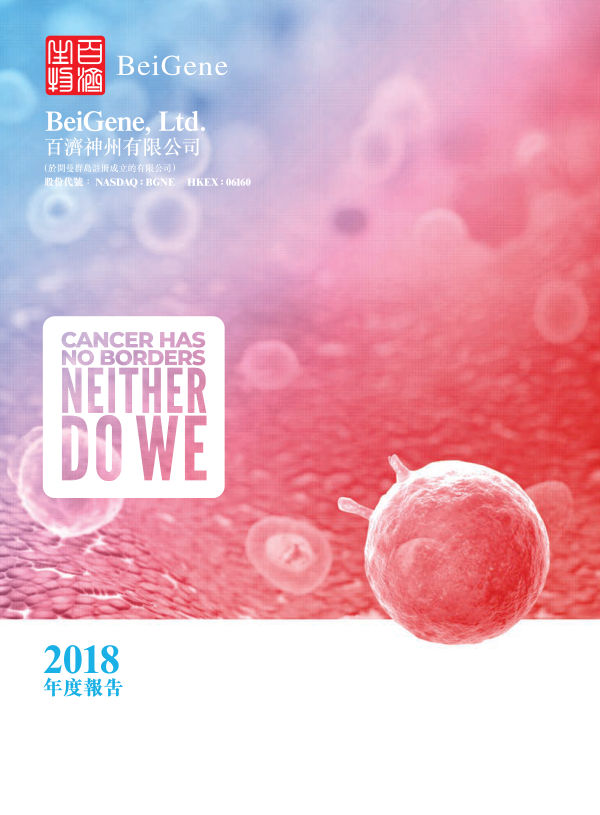 百濟
生物
BeiGene
BeiGene, Ltd.
百濟神州有限公司
(於開曼群島註冊成立的有限公司)
股份代號：NASDAQ：BGNE HKEX：06160
CANCER HAS
NO BORDERS
NEITHER
DO WE
2018
年度報告